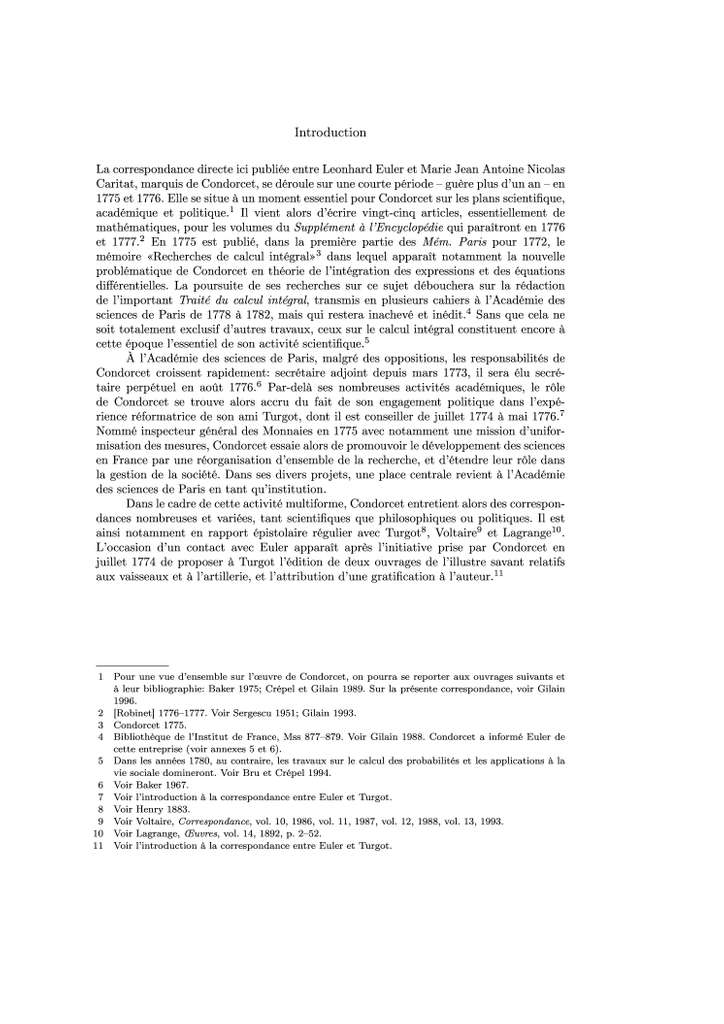 Introduction
La correspondance directe ici publiée entre Leonhard Euler et Marie Jean Antoine Nicolas
Caritat, marquis de Condorcet, se déroule sur une courte période – guère plus d'un an – en
1775 et 1776. Elle se situe à un moment essentiel pour Condorcet sur les plans scientifique,
académique et politique.1 Il vient alors d'écrire vingt-cinq articles, essentiellement de
mathématiques, pour les volumes du Supplément à l'Encyclopédie qui paraîtront en 1776
et 1777.2 En 1775 est publié, dans la première partie des Mém. Paris pour 1772, le
mémoire «Recherches de calcul intégral»3 dans lequel apparaît notamment la nouvelle
problématique de Condorcet en théorie de l'intégration des expressions et des équations
différentielles. La poursuite de ses recherches sur ce sujet débouchera sur la rédaction
de l'important Traité du calcul intégral, transmis en plusieurs cahiers à l'Académie des
sciences de Paris de 1778 à 1782, mais qui restera inachevé et inédit.4 Sans que cela ne
soit totalement exclusif d'autres travaux, ceux sur le calcul intégral constituent encore à
cette époque l'essentiel de son activité scientifique.5
À l'Académie des sciences de Paris, malgré des oppositions, les responsabilités de
Condorcet croissent rapidement: secrétaire adjoint depuis mars 1773, il sera élu secré-
taire perpétuel en août 1776.6 Par-delà ses nombreuses activités académiques, le rôle
de Condorcet se trouve alors accru du fait de son engagement politique dans l'expé-
rience réformatrice de son ami Turgot, dont il est conseiller de juillet 1774 à mai 1776.7
Nommé inspecteur général des Monnaies en 1775 avec notamment une mission d'unifor-
misation des mesures, Condorcet essaie alors de promouvoir le développement des sciences
en France par une réorganisation d'ensemble de la recherche, et d'étendre leur rôle dans
la gestion de la société. Dans ses divers projets, une place centrale revient à l'Académie
des sciences de Paris en tant qu'institution.
Dans le cadre de cette activité multiforme, Condorcet entretient alors des correspon-
dances nombreuses et variées, tant scientifiques que philosophiques ou politiques. Il est
ainsi notamment en rapport épistolaire régulier avec Turgot8, Voltaire9 et Lagrange10.
L'occasion d'un contact avec Euler apparaît après l'initiative prise par Condorcet en
juillet 1774 de proposer à Turgot l'édition de deux ouvrages de l'illustre savant relatifs
aux vaisseaux et à l'artillerie, et l'attribution d'une gratification à l'auteur.11
1 Pour une vue d'ensemble sur l'œuvre de Condorcet, on pourra se reporter aux ouvrages suivants et
à leur bibliographie: Baker 1975; Crépel et Gilain 1989. Sur la présente correspondance, voir Gilain
1996.
2 [Robinet] 1776–1777. Voir Sergescu 1951; Gilain 1993.
3 Condorcet 1775.
4 Bibliothèque de l'Institut de France, Mss 877–879. Voir Gilain 1988. Condorcet a informé Euler de
cette entreprise (voir annexes 5 et 6).
5 Dans les années 1780, au contraire, les travaux sur le calcul des probabilités et les applications à la
vie sociale domineront. Voir Bru et Crépel 1994.
6 Voir Baker 1967.
7 Voir l'introduction à la correspondance entre Euler et Turgot.
8 Voir Henry 1883.
9 Voir Voltaire, Correspondance, vol. 10, 1986, vol. 11, 1987, vol. 12, 1988, vol. 13, 1993.
10 Voir Lagrange, Œuvres, vol. 14, 1892, p. 2–52.
11 Voir l'introduction à la correspondance entre Euler et Turgot.